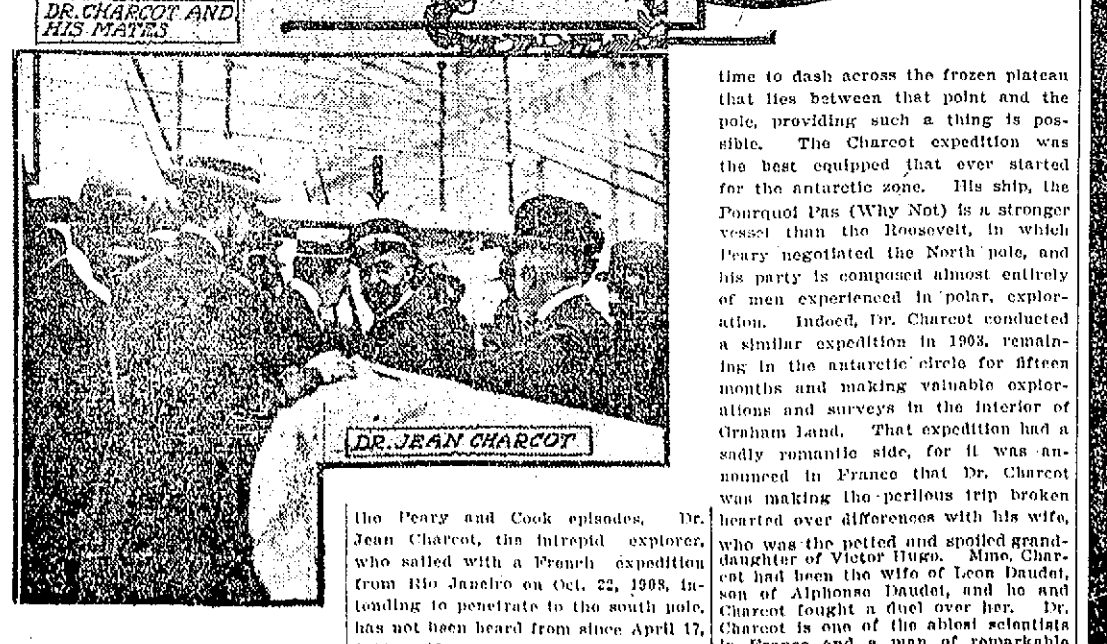 DR. CHARCOT AND
HIS MATES
DR. JEAN CHARCOT
the Peary and Cook episodes. Dr.
Jean Charcot, the intrepid explorer,
who sailed with a French expedition
from Rio Janeiro on Oct. 22, 1908, in-
tending to penetrate to the south pole,
has not been heard from since April 17,
time to dash across the frozen plateau
that lies between that point and the
pole, providing such a thing is pos-
sible. The Charcot expedition was
the best equipped that ever started
for the antarctic zone. His ship, the
Pourquoi Pas (Why Not) is a stronger
vessel than the Roosevelt, in which
Peary negotiated the North pole, and
his party is composed almost entirely
of men experienced in polar, explor-
ation. Indeed, Dr. Charcot conducted
a similar expedition in 1903, remain-
ing in the antarctic circle for fifteen
months and making valuable explor-
ations and surveys in the interior of
Graham Land. That expedition had a
sadly romantic side, for it was an-
nounced in France that Dr. Charcot
was making the perilous trip broken
hearted over differences with his wife,
who was the petted and spoiled grand-
daughter of Victor Hugo. Mme. Char-
cot had been the wife of Leon Daudet,
son of Alphonso Daudet, and he and
Charcot fought a duel over her. Dr.
Charcot is one of the ablest scientists
in France and a man of remarkable